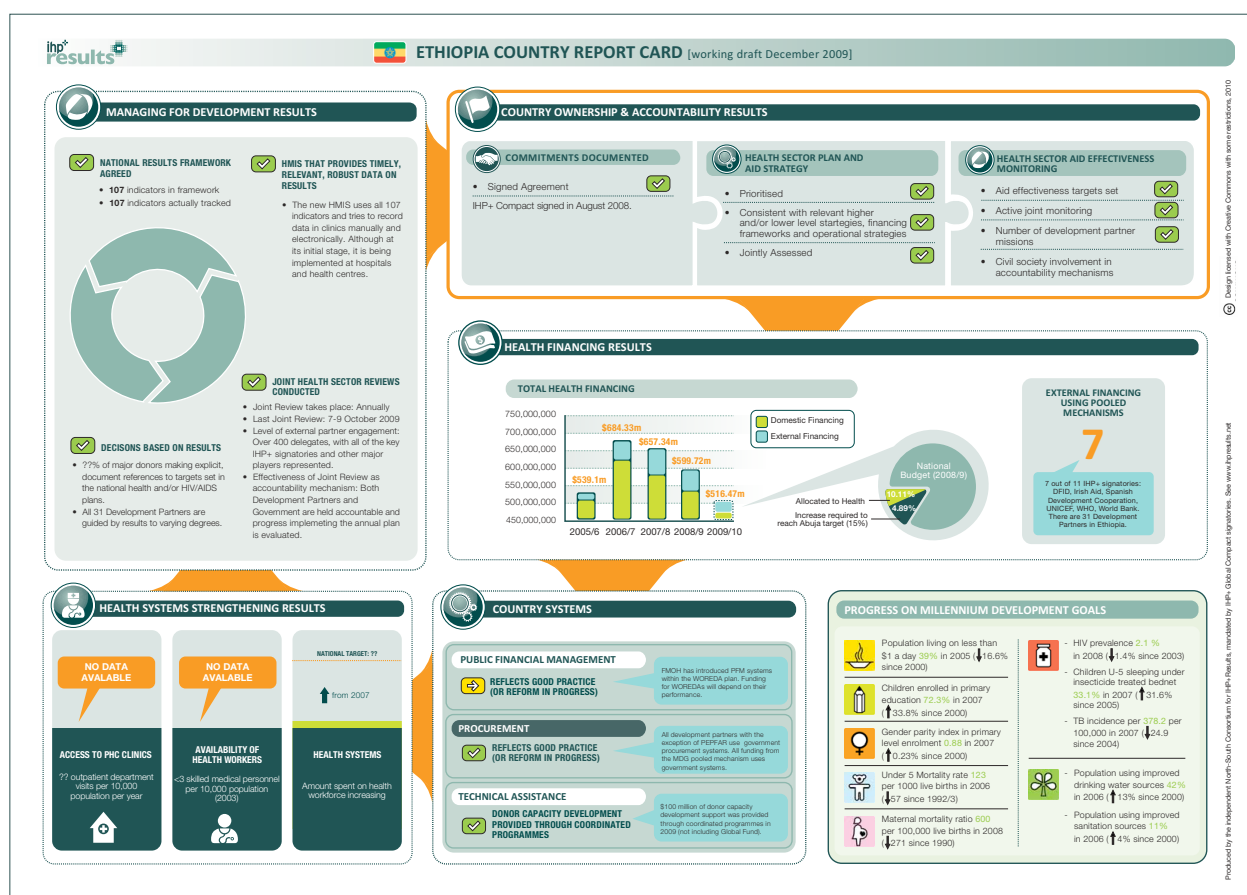 ihp+
results
ETHIOPIA COUNTRY REPORT CARD [working draft December 2009]
MANAGING FOR DEVELOPMENT RESULTS
NATIONAL RESULTS FRAMEWORK
AGREED
• 107 indicators in framework
• 107 indicators actually tracked
HMIS THAT PROVIDES TIMELY,
RELEVANT, ROBUST DATA ON
RESULTS
• The new HMIS uses all 107
indicators and tries to record
data in clinics manually and
electronically. Although at
its initial stage, it is being
implemented at hospitals
and health centres.
JOINT HEALTH SECTOR REVIEWS
CONDUCTED
• Joint Review takes place: Annually
• Last Joint Review: 7-9 October 2009
• Level of external partner engagement:
Over 400 delegates, with all of the key
IHP+ signatories and other major
players represented.
• Effectiveness of Joint Review as
accountability mechanism: Both
Development Partners and
Government are held accountable and
progress implemeting the annual plan
is evaluated.
DECISONS BASED ON RESULTS
• ??% of major donors making explicit,
document references to targets set in
the national health and/or HIV/AIDS
plans.
• All 31 Development Partners are
guided by results to varying degrees.
COUNTRY OWNERSHIP & ACCOUNTABILITY RESULTS
COMMITMENTS DOCUMENTED
• Signed Agreement
IHP+ Compact signed in August 2008.
HEALTH SECTOR PLAN AND
AID STRATEGY
• Prioritised
• Consistent with relevant higher
and/or lower level startegies, financing
frameworks and operational strategies
• Jointly Assessed
HEALTH SECTOR AID EFFECTIVENESS
MONITORING
• Aid effectiveness targets set
• Active joint monitoring
• Number of development partner
missions
• Civil society involvement in
accountability mechanisms
HEALTH FINANCING RESULTS
TOTAL HEALTH FINANCING
750,000,000
700,000,000
650,000,000
600,000,000
550,000,000
500,000,000
450,000,000
$539.1m
$684.33m
$657.34m
$599.72m
$516.47m
2005/6 2006/7 2007/8 2008/9 2009/10
Domestic Financing
External Financing
National
Budget (2008/9)
10.11%
4.89%
Allocated to Health
Increase required to
reach Abuja target (15%)
EXTERNAL FINANCING
USING POOLED
MECHANISMS
7
7 out of 11 IHP+ signatories:
DFID, Irish Aid, Spanish
Development Cooperation,
UNICEF, WHO, World Bank.
There are 31 Development
Partners in Ethiopia.
HEALTH SYSTEMS STRENGTHENING RESULTS
NO DATA
AVALABLE
ACCESS TO PHC CLINICS
?? outpatient department
visits per 10,000
population per year
NO DATA
AVALABLE
AVAILABILITY OF
HEALTH WORKERS
<3 skilled medical personnel
per 10,000 population
(2003)
NATIONAL TARGET: ??
from 2007
HEALTH SYSTEMS
Amount spent on health
workforce increasing
COUNTRY SYSTEMS
PUBLIC FINANCIAL MANAGEMENT
REFLECTS GOOD PRACTICE
(OR REFORM IN PROGRESS)
FMOH has introduced PFM systems
within the WOREDA plan. Funding
for WOREDAs will depend on their
performance.
PROCUREMENT
REFLECTS GOOD PRACTICE
(OR REFORM IN PROGRESS)
All development partners with the
exception of PEPFAR use government
procurement systems. All funding from
the MDG pooled mechanism uses
government systems.
TECHNICAL ASSISTANCE
DONOR CAPACITY DEVELOPMENT
PROVIDED THROUGH COORDINATED
PROGRAMMES
$100 million of donor capacity
development support was provided
through coordinated programmes in
2009 (not including Global Fund).
PROGRESS ON MILLENNIUM DEVELOPMENT GOALS
Population living on less than
$1 a day 39% in 2005 (⬇16.6%
since 2000)
Children enrolled in primary
education 72.3% in 2007
(⬆33.8% since 2000)
Gender parity index in primary
level enrolment 0.88 in 2007
(⬆0.23% since 2000)
Under 5 Mortality rate 123
per 1000 live births in 2006
(⬇57 since 1992/3)
Maternal mortality ratio 600
per 100,000 live births in 2008
(⬇271 since 1990)
- HIV prevalence 2.1 %
in 2008 (⬇1.4% since 2003)
- Children U-5 sleeping under
insecticide treated bednet
33.1% in 2007 (⬆31.6%
since 2005)
- TB incidence per 378.2 per
100,000 in 2007 (⬇24.9
since 2004)
- Population using improved
drinking water sources 42%
in 2006 (⬆13% since 2000)
- Population using improved
sanitation sources 11%
in 2006 (⬆4% since 2000)
cc Design licensed with Creative Commons with some restrictions, 2010
Produced by the independent North-South Consortium for IHP+Results, mandated by IHP+ Global Compact signatories. See www.ihpresults.net